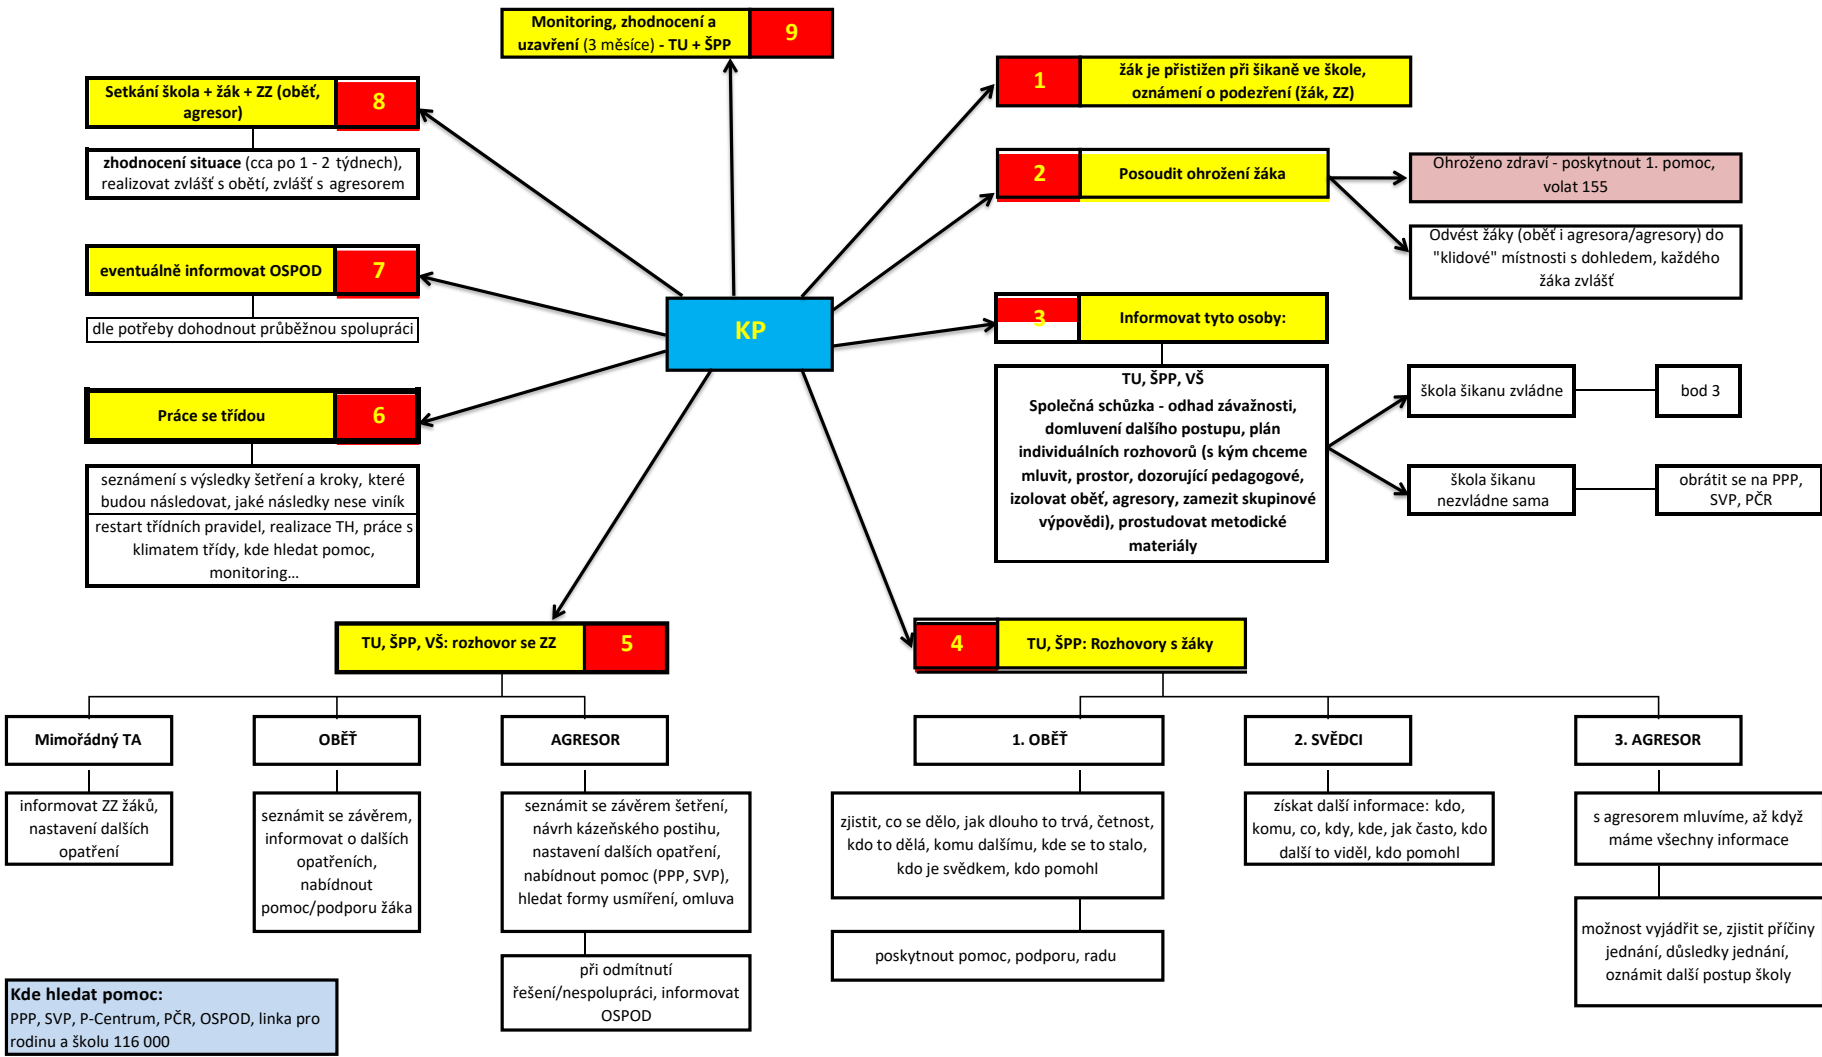 Monitoring, zhodnocení a
uzavření (3 měsíce) - TU + ŠPP
9
1
žák je přistižen při šikaně ve škole,
oznámení o podezření (žák, ZZ)
Setkání škola + žák + ZZ (oběť,
agresor)
8
zhodnocení situace (cca po 1 - 2 týdnech),
realizovat zvlášť s obětí, zvlášť s agresorem
2
Posoudit ohrožení žáka
Ohroženo zdraví - poskytnout 1. pomoc,
volat 155
Odvést žáky (oběť i agresora/agresory) do
"klidové" místnosti s dohledem, každého
žáka zvlášť
eventuálně informovat OSPOD
7
dle potřeby dohodnout průběžnou spolupráci
KP
3
Informovat tyto osoby:
TU, ŠPP, VŠ
Společná schůzka - odhad závažnosti,
domluvení dalšího postupu, plán
individuálních rozhovorů (s kým chceme
mluvit, prostor, dozorující pedagogové,
izolovat oběť, agresory, zamezit skupinové
výpovědi), prostudovat metodické
materiály
škola šikanu zvládne
bod 3
škola šikanu
nezvládne sama
obrátit se na PPP,
SVP, PČR
Práce se třídou
6
seznámení s výsledky šetření a kroky, které
budou následovat, jaké následky nese viník
restart třídních pravidel, realizace TH, práce s
klimatem třídy, kde hledat pomoc,
monitoring...
TU, ŠPP, VŠ: rozhovor se ZZ
5
4
TU, ŠPP: Rozhovory s žáky
Mimořádný TA
OBĚŤ
AGRESOR
informovat ZZ žáků,
nastavení dalších
opatření
seznámit se závěrem,
informovat o dalších
opatřeních,
nabídnout
pomoc/podporu žáka
seznámit se závěrem šetření,
návrh kázeňského postihu,
nastavení dalších opatření,
nabídnout pomoc (PPP, SVP),
hledat formy usmíření, omluva
při odmítnutí
řešení/nespolupráci, informovat
OSPOD
1. OBĚŤ
2. SVĚDCI
3. AGRESOR
zjistit, co se dělo, jak dlouho to trvá, četnost,
kdo to dělá, komu dalšímu, kde se to stalo,
kdo je svědkem, kdo pomohl
poskytnout pomoc, podporu, radu
získat další informace: kdo,
komu, co, kdy, kde, jak často, kdo
další to viděl, kdo pomohl
s agresorem mluvíme, až když
máme všechny informace
možnost vyjádřit se, zjistit příčiny
jednání, důsledky jednání,
oznámit další postup školy
Kde hledat pomoc:
PPP, SVP, P-Centrum, PČR, OSPOD, linka pro
rodinu a školu 116 000